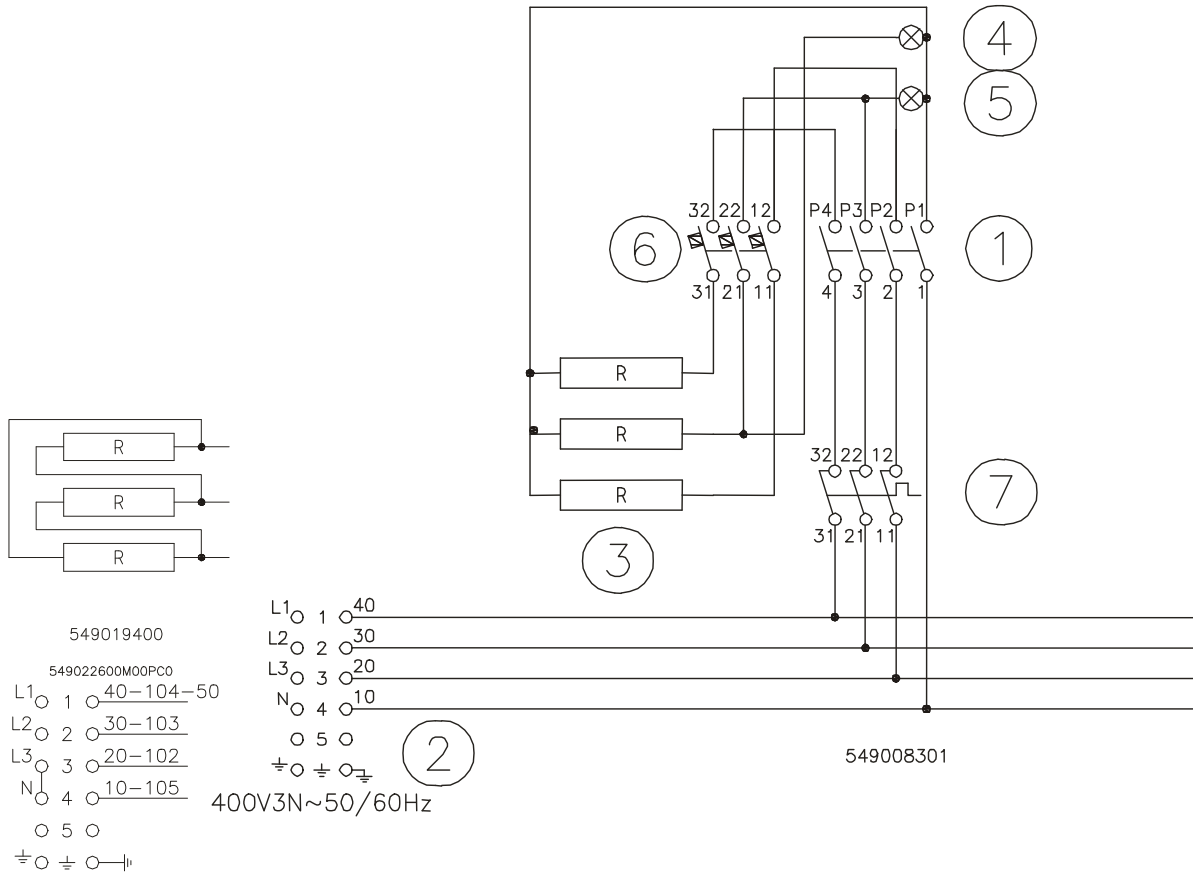 4
5
32 22 12
P4 P3 P2 P1
6
1
31 21 11
4 3 2 1
R
R
R
32 22 12
7
31 21 11
3
R
R
R
549019400
549022600M00PC0
L1 1 40-104-50
L2 2 30-103
L3 3 20-102
N 4 10-105
5
L1 1 40
L2 2 30
L3 3 20
N 4 10
5
2
400V3N~50/60Hz
549008301